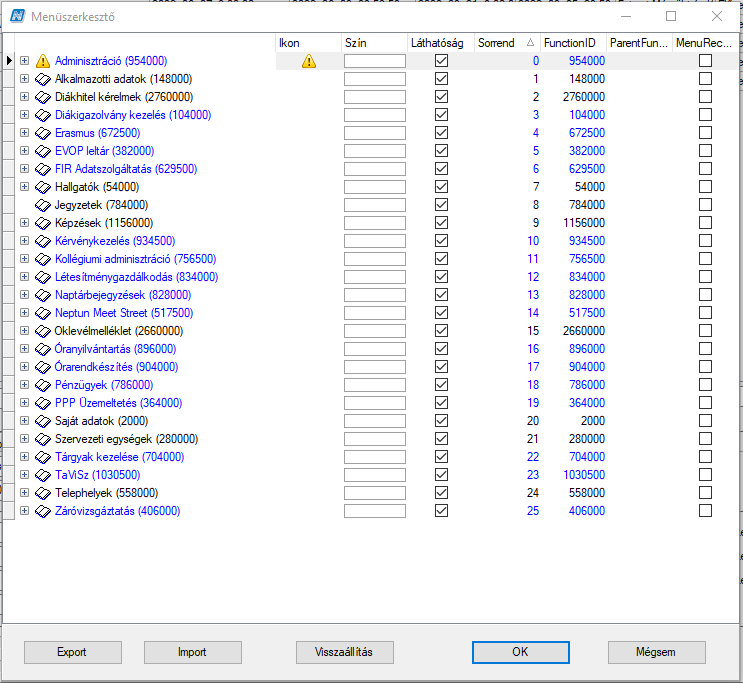 Menüszerkesztő
Ikon Szín Láthatóság Sorrend FunctionID ParentFun... MenuRec...
Adminisztráció (954000) 0 954000
Alkalmazotti adatok (148000) 1 148000
Diákhitel kérelmek (2760000) 2 2760000
Diákigazolvány kezelés (104000) 3 104000
Erasmus (672500) 4 672500
EVOP leltár (382000) 5 382000
FIR Adatszolgáltatás (629500) 6 629500
Hallgatók (54000) 7 54000
Jegyzetek (784000) 8 784000
Képzések (1156000) 9 1156000
Kérvénykezelés (934500) 10 934500
Kollégiumi adminisztráció (756500) 11 756500
Létesítménygazdálkodás (834000) 12 834000
Naptárbejegyzések (828000) 13 828000
Neptun Meet Street (517500) 14 517500
Oklevélmelléklet (2660000) 15 2660000
Óranyilvántartás (896000) 16 896000
Órarendkészítés (904000) 17 904000
Pénzügyek (786000) 18 786000
PPP Üzemeltetés (364000) 19 364000
Saját adatok (2000) 20 2000
Szervezeti egységek (280000) 21 280000
Tárgyak kezelése (704000) 22 704000
TaViSz (1030500) 23 1030500
Telephelyek (558000) 24 558000
Záróvizsgáztatás (406000) 25 406000
Export Import Visszaállítás OK Mégsem